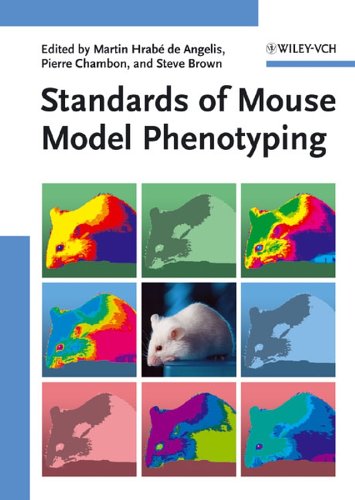 Edited by Martin Hrabé de Angelis,
Pierre Chambon, and Steve Brown
WILEY-VCH
Standards of Mouse
Model Phenotyping